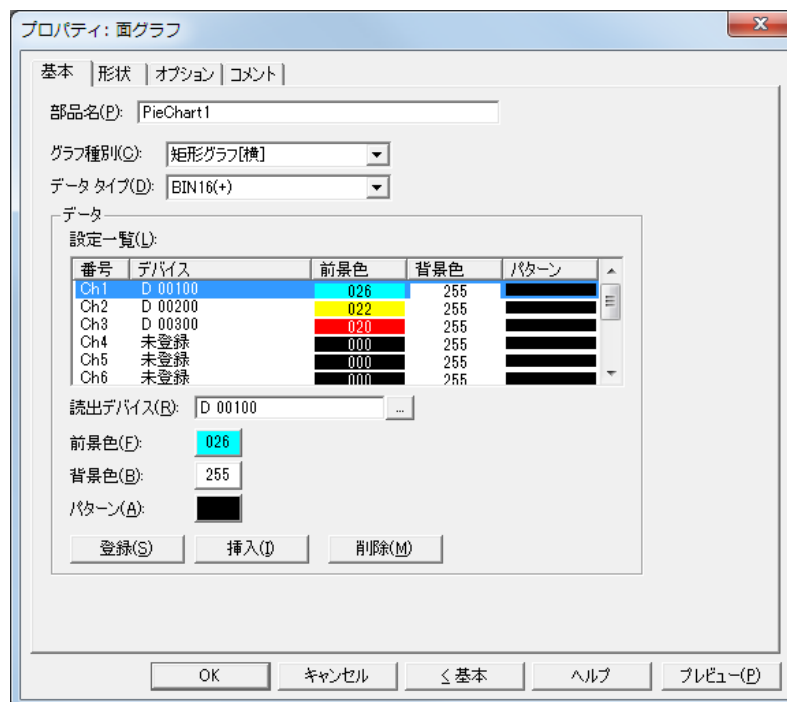 プロパティ: 面グラフ
基本 形状 オプション コメント
部品名(P): PieChart1
グラフ種別(C): 矩形グラフ[横]
データ タイプ(D): BIN16(+)
データ
設定一覧(L):
番号 デバイス 前景色 背景色 パターン
Ch1 D 00100 026 255
Ch2 D 00200 022 255
Ch3 D 00300 020 255
Ch4 未登録 000 255
Ch5 未登録 000 255
Ch6 未登録 000 255
読出デバイス(R): D 00100 ...
前景色(F): 026
背景色(B): 255
パターン(A):
登録(S) 挿入(I) 削除(M)
OK キャンセル < 基本 ヘルプ プレビュー(P)